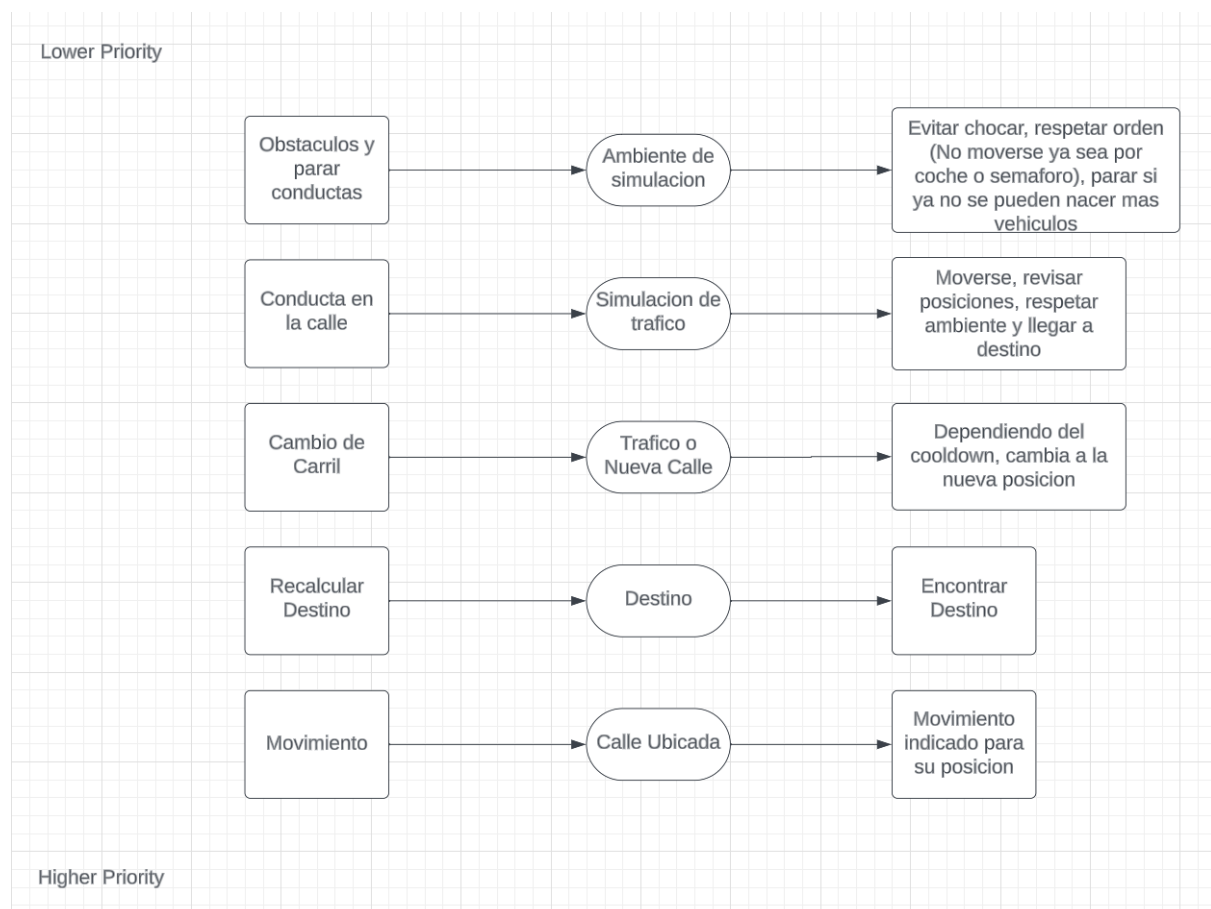 Lower Priority
Obstaculos y
parar
conductas
Ambiente de
simulacion
Evitar chocar, respetar orden
(No moverse ya sea por
coche o semaforo), parar si
ya no se pueden nacer mas
vehiculos
Conducta en
la calle
Simulacion de
trafico
Moverse, revisar
posiciones, respetar
ambiente y llegar a
destino
Cambio de
Carril
Trafico o
Nueva Calle
Dependiendo del
cooldown, cambia a la
nueva posicion
Recalcular
Destino
Destino
Encontrar
Destino
Movimiento
Calle Ubicada
Movimiento
indicado para
su posicion
Higher Priority